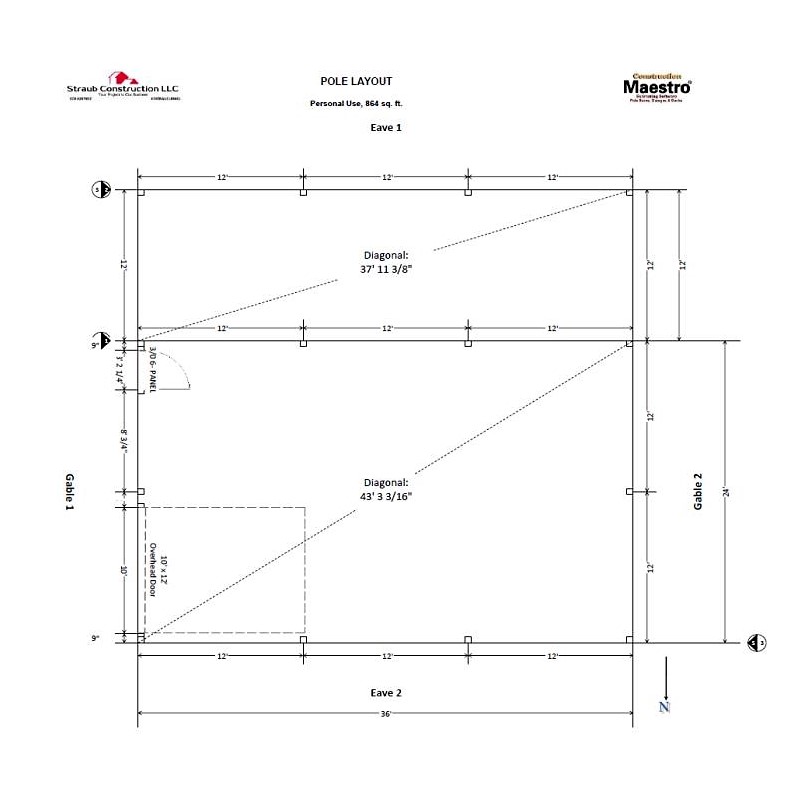 Straub Construction LLC
Your Project is Our Business
POLE LAYOUT
Personal Use, 864 sq. ft.
Eave 1
Construction
Maestro®
Estimating Software
Pole Barns, Garages & Decks
12' 12' 12'
12'
Diagonal:
37' 11 3/8"
12' 12'
12' 12' 12'
9"
3' 2 1/4"
3/0 6- PANEL
12'
8' 3/4"
Diagonal:
43' 3 3/16"
Gable 1
Gable 2
24'
10'
10' x 12'
Overhead Door
12'
9"
12' 12' 12'
Eave 2
N
36'